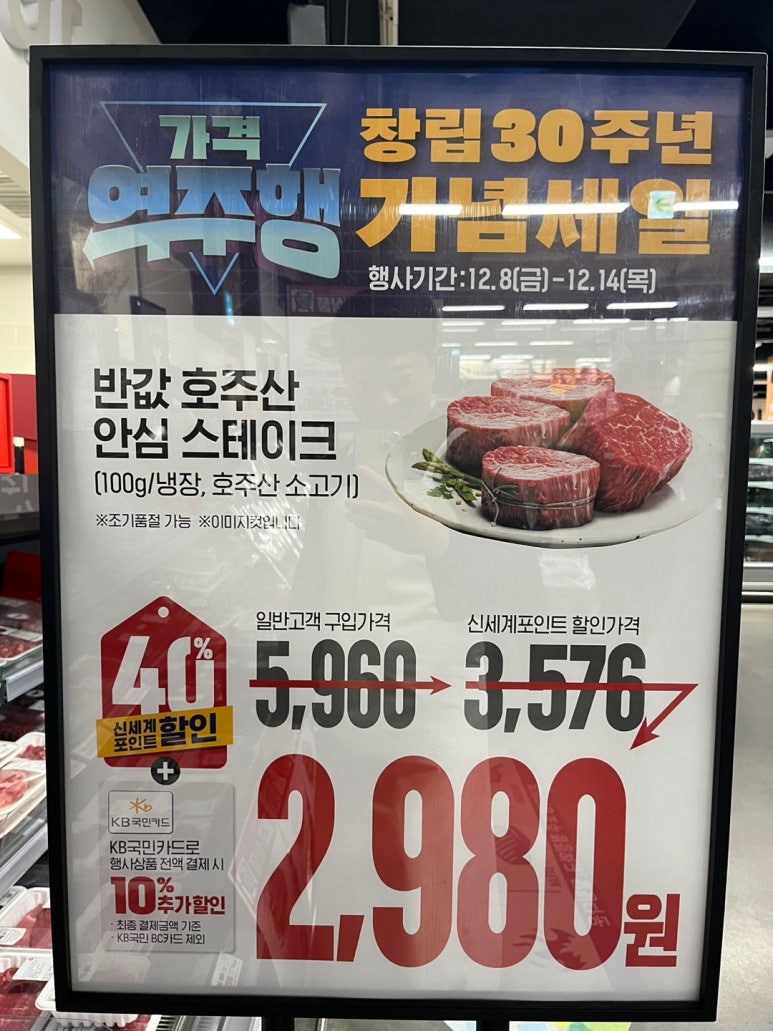 가격
역주행
창립 30주년
기념세일
행사기간:12.8(금)-12.14(목)
반값 호주산
안심 스테이크
(100g/냉장, 호주산 소고기)
※조기품절 가능 ※이미지컷입니다
40%
신세계
포인트 할인
+
일반고객 구입가격
5,960
신세계포인트 할인가격
3,576
KB국민카드
KB국민카드로
행사상품 전액 결제 시
10%
추가할인
· 최종 결제금액 기준
· KB국민 BC카드 제외
2,980원